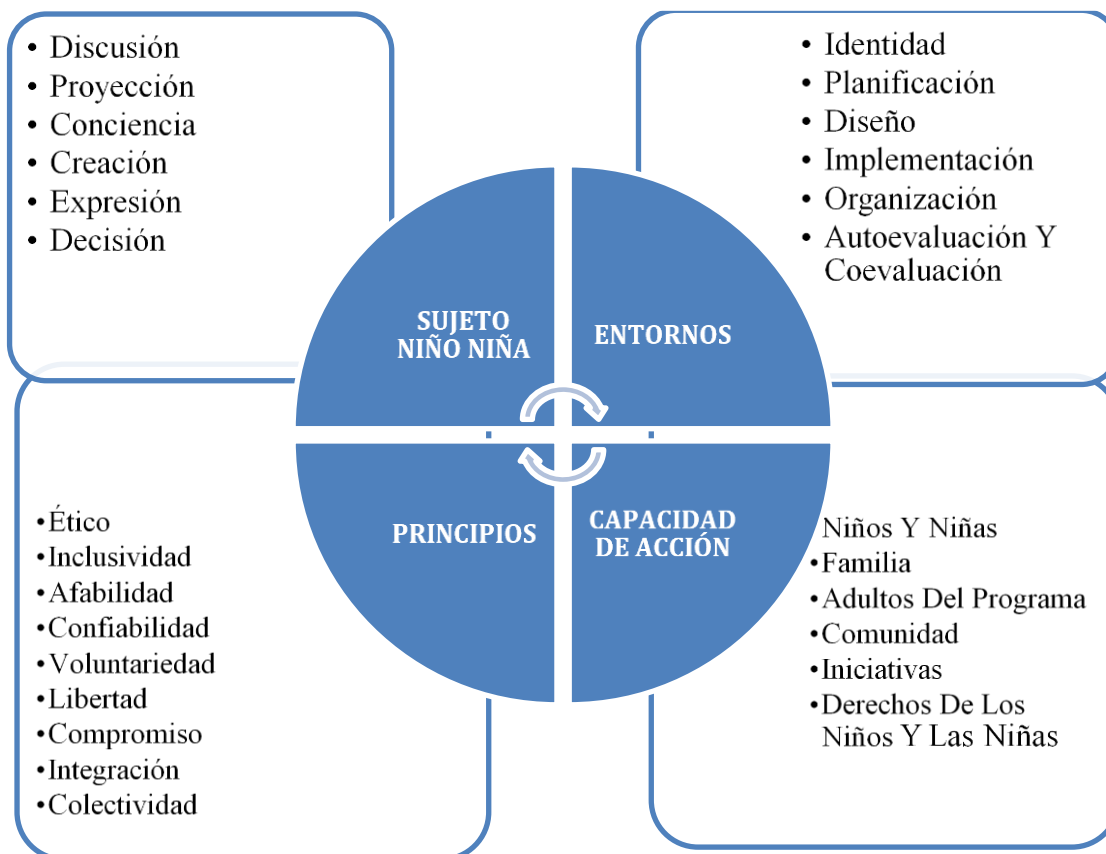 • Discusión
• Proyección
• Conciencia
• Creación
• Expresión
• Decisión
• Identidad
• Planificación
• Diseño
• Implementación
• Organización
• Autoevaluación Y
Coevaluación
SUJETO
NIÑO NIÑA
ENTORNOS
PRINCIPIOS
CAPACIDAD
DE ACCIÓN
• Ético
• Inclusividad
• Afabilidad
• Confiabilidad
• Voluntariedad
• Libertad
• Compromiso
• Integración
• Colectividad
Niños Y Niñas
• Familia
• Adultos Del Programa
• Comunidad
• Iniciativas
• Derechos De Los
Niños Y Las Niñas